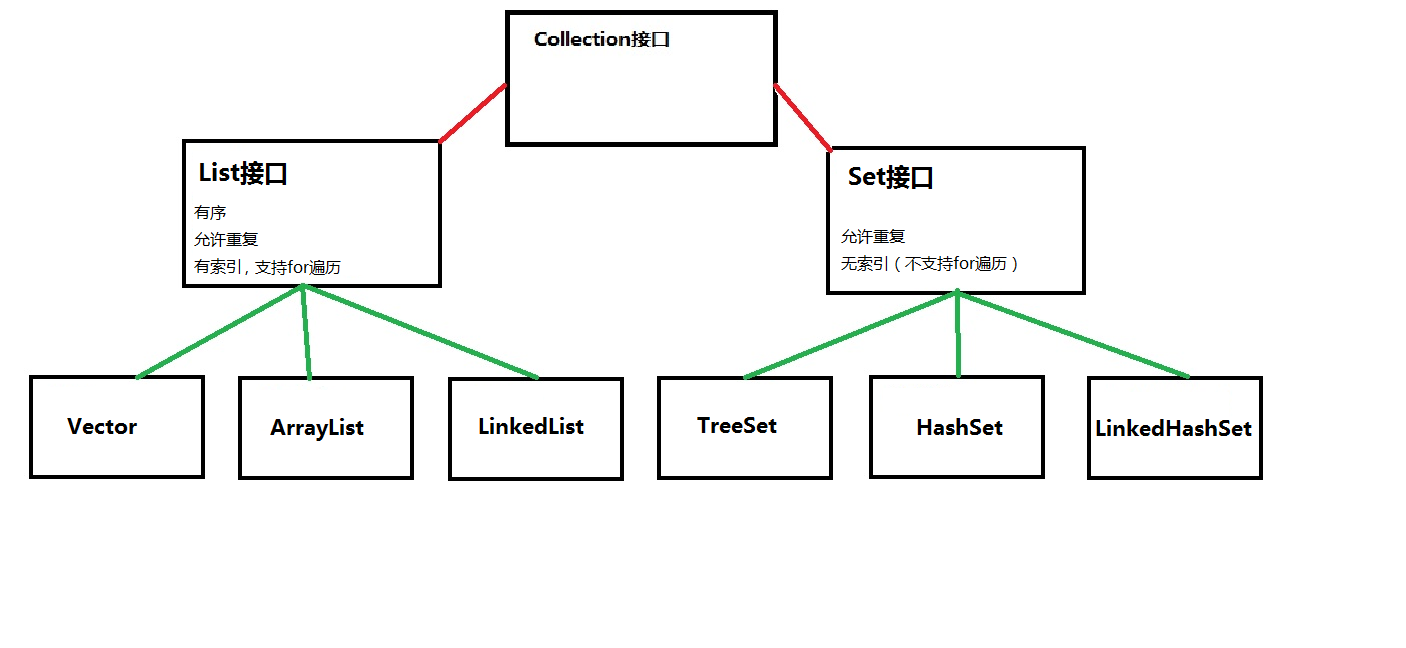 Collection接口
List接口
有序
允许重复
有索引，支持for遍历
Set接口
允许重复
无索引（不支持for遍历）
Vector
ArrayList
LinkedList
TreeSet
HashSet
LinkedHashSet